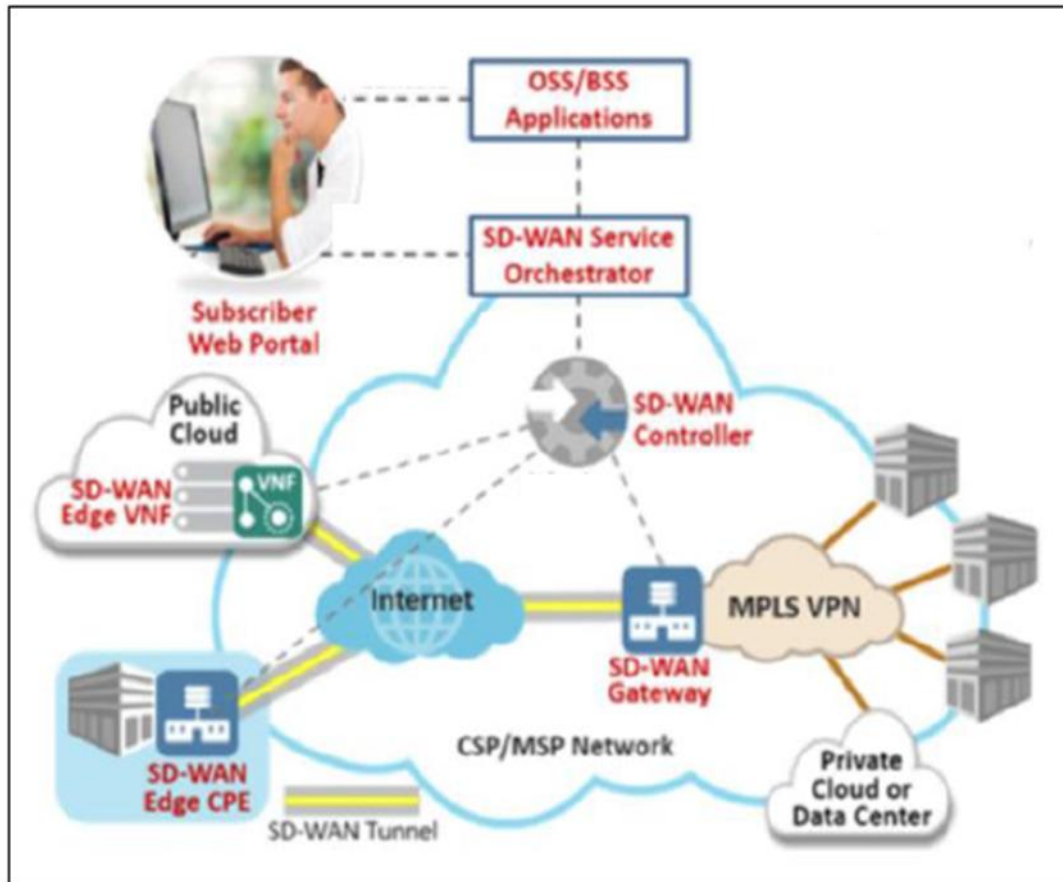 OSS/BSS
Applications
SD-WAN Service
Orchestrator
Subscriber
Web Portal
Public
Cloud
SD-WAN
Controller
SD-WAN
Edge VNF
VNF
Internet
MPLS VPN
SD-WAN
Gateway
CSP/MSP Network
SD-WAN
Edge CPE
Private
Cloud or
Data Center
SD-WAN Tunnel